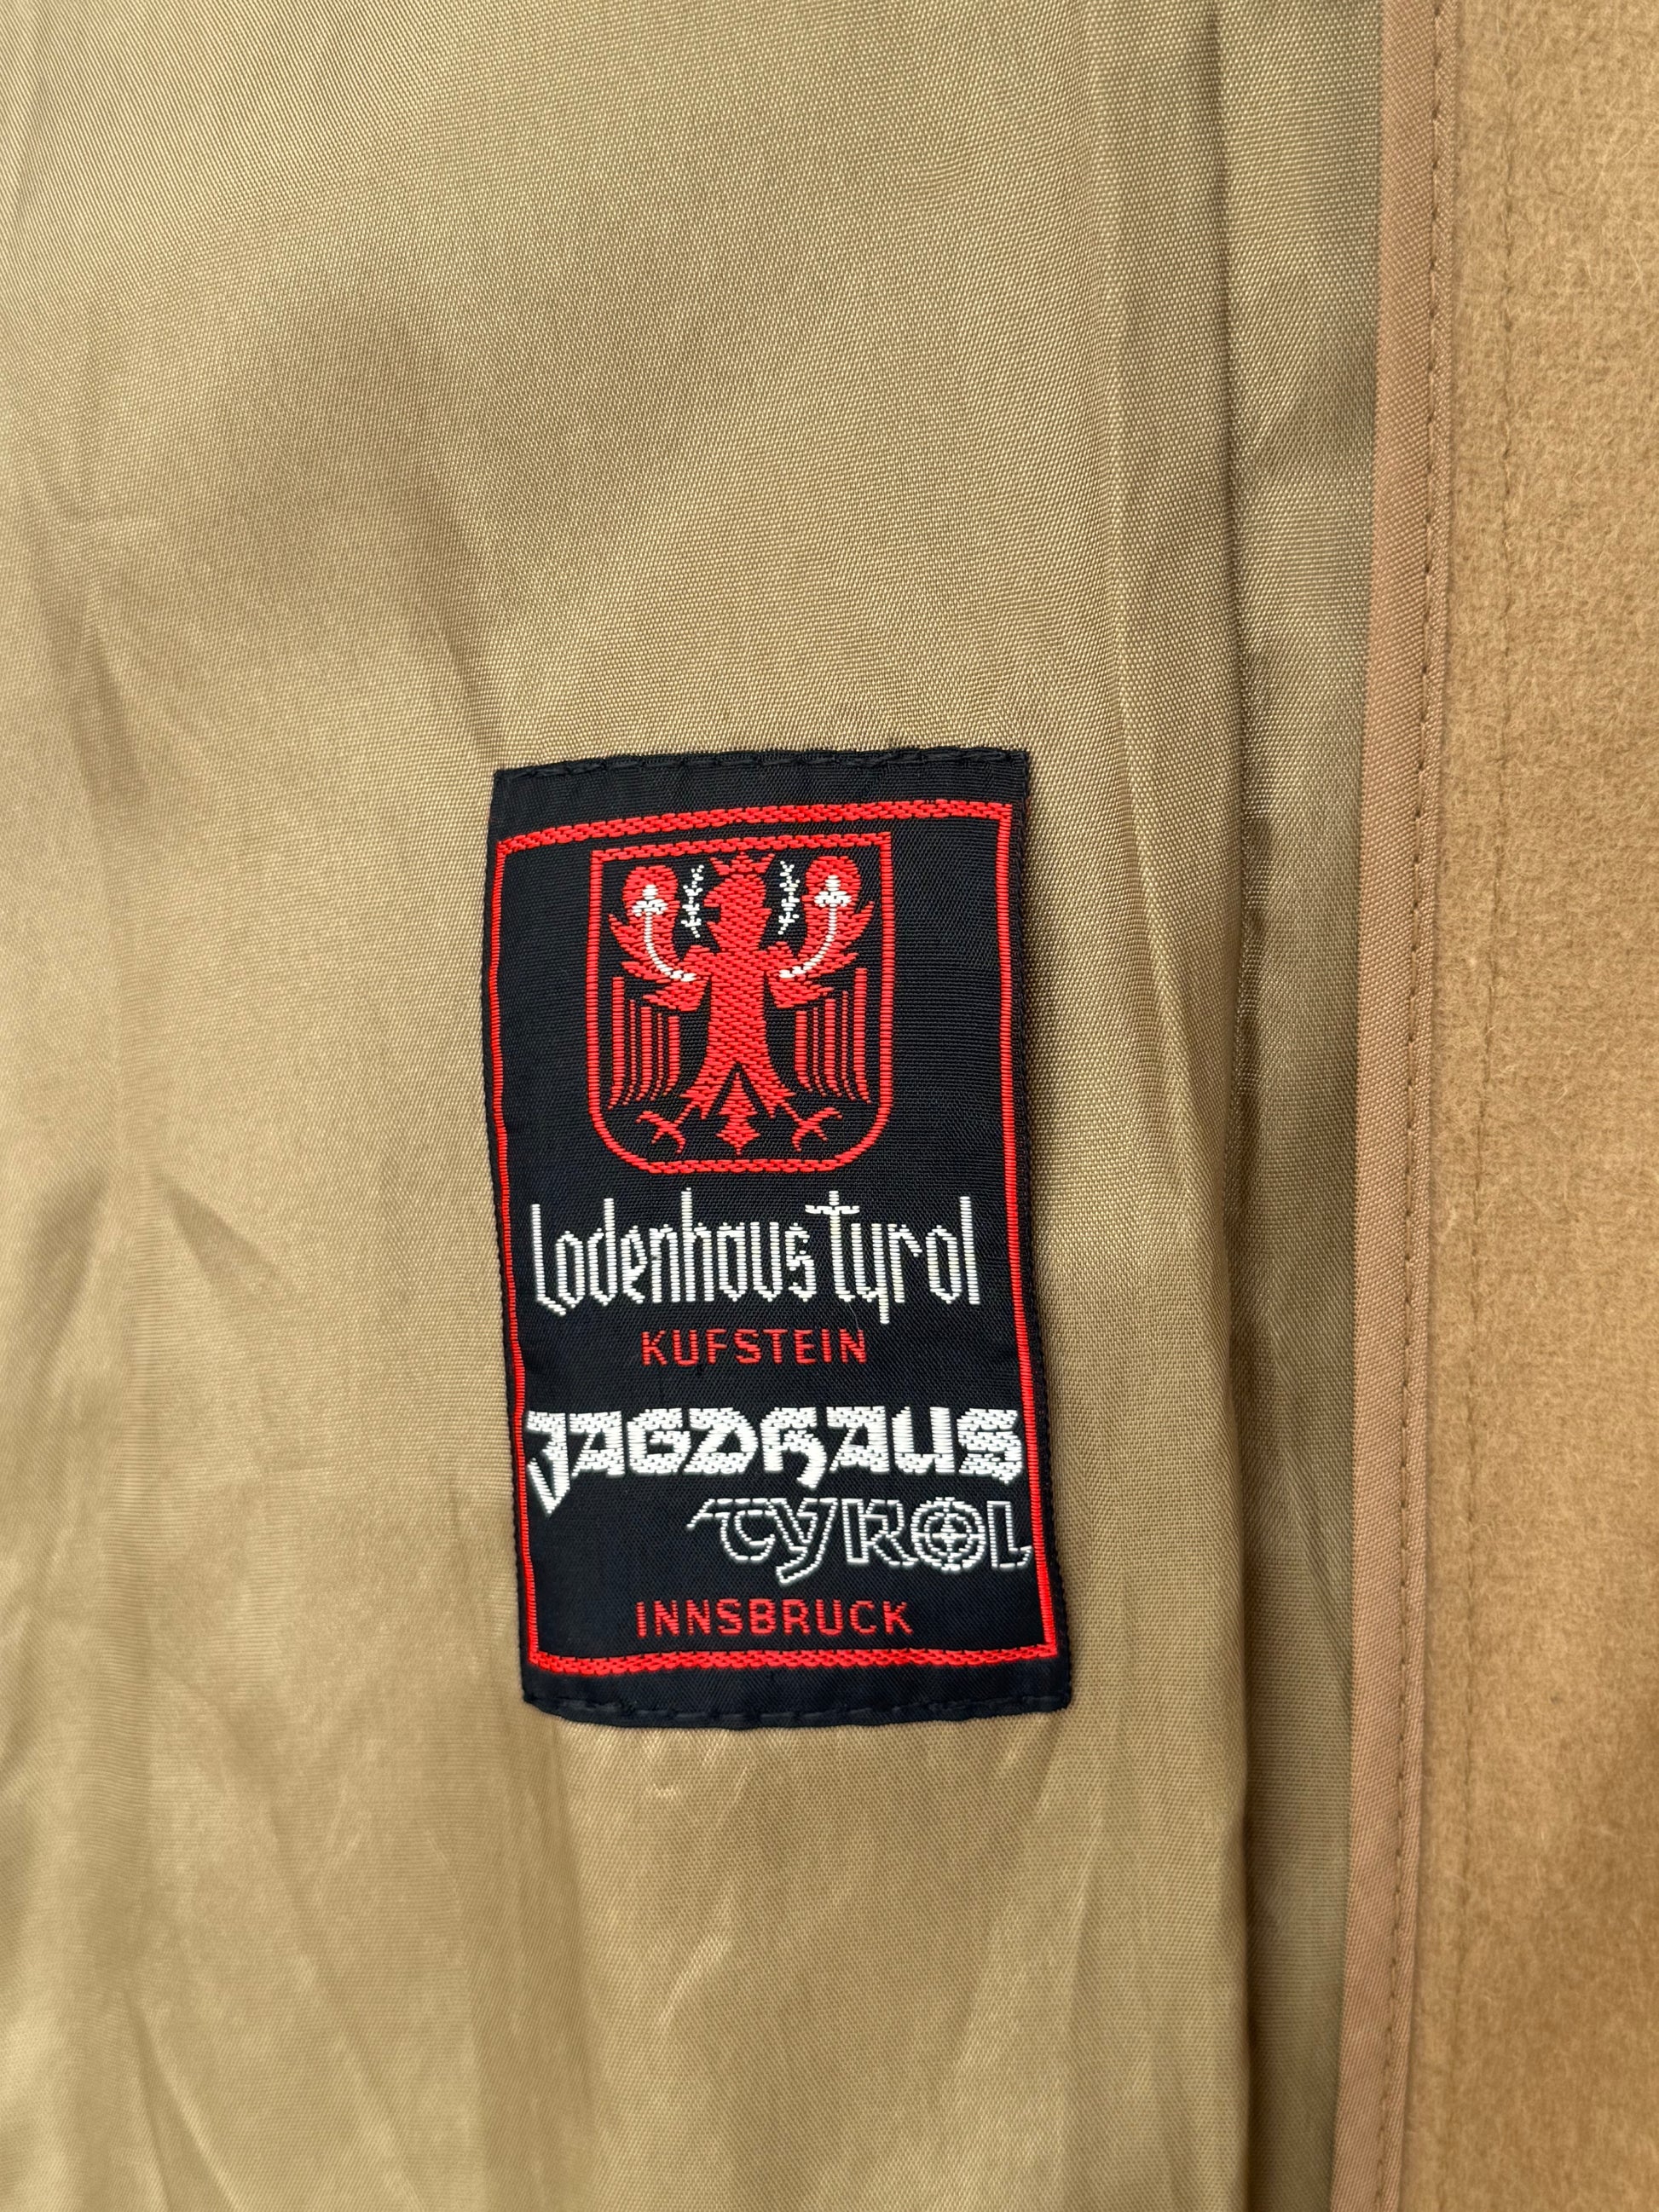 Lodenhaus Tyrol
KUFSTEIN
JAGDHAUS
TYROL
INNSBRUCK